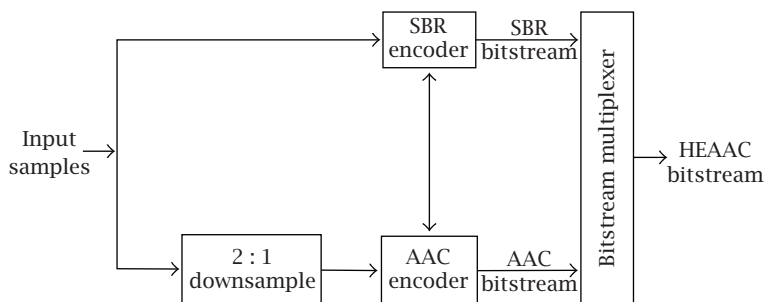 SBR
encoder
SBR
bitstream
Input
samples
2 : 1
downsample
AAC
encoder
AAC
bitstream
Bitstream multiplexer
HEAAC
bitstream